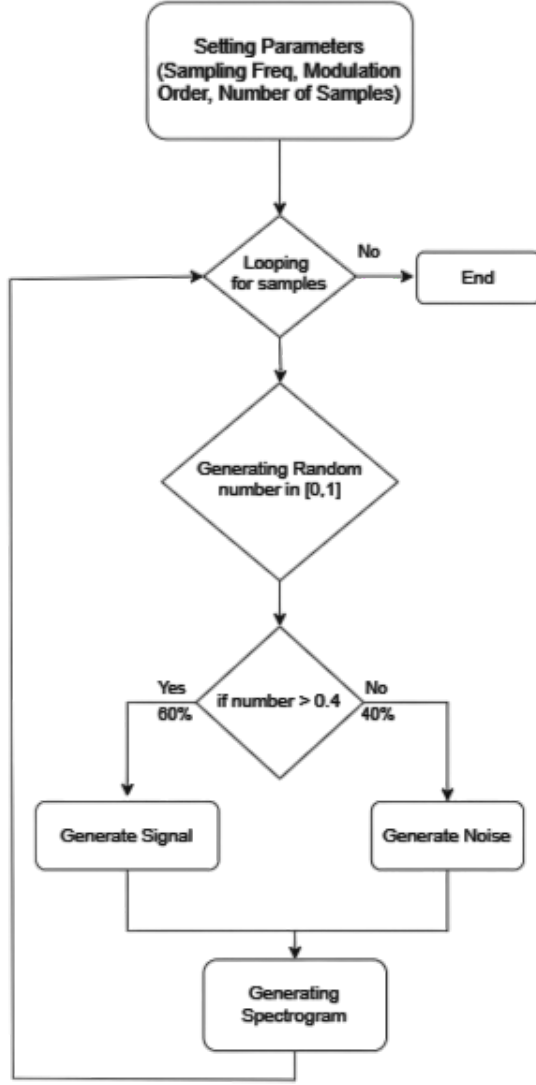 Setting Parameters
(Sampling Freq, Modulation
Order, Number of Samples)
Looping
for samples
No
End
Generating Random
number in [0,1]
if number > 0.4
Yes
60%
No
40%
Generate Signal
Generate Noise
Generating
Spectrogram